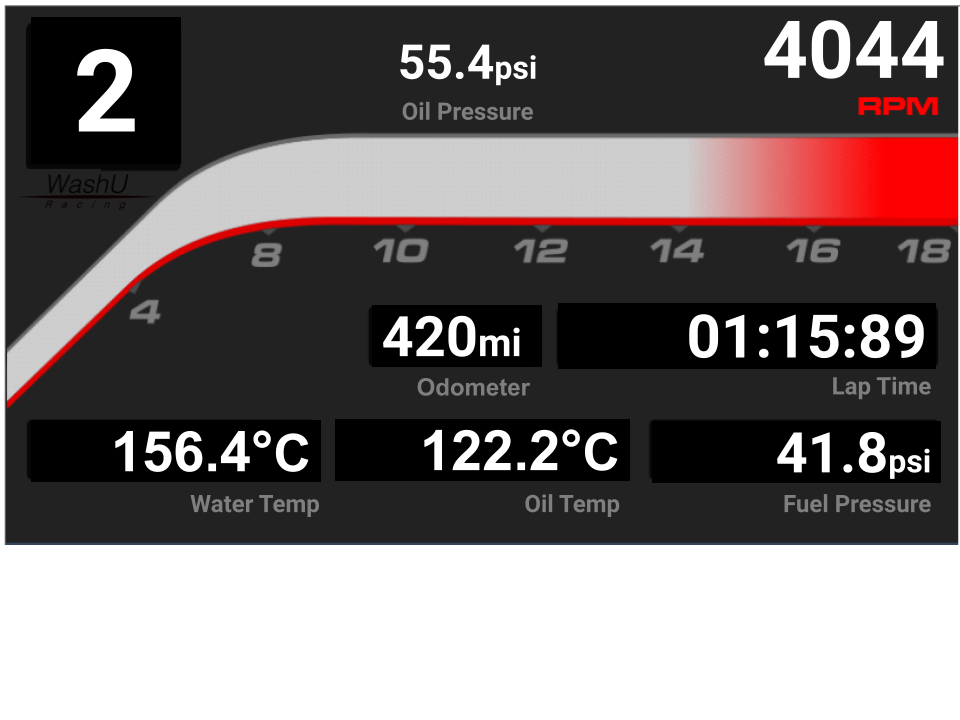 2
55.4psi
Oil Pressure
4044
RPM
WashU
Racing
4
8
10
12
14
16
18
420mi
Odometer
01:15:89
Lap Time
156.4°C
Water Temp
122.2°C
Oil Temp
41.8psi
Fuel Pressure